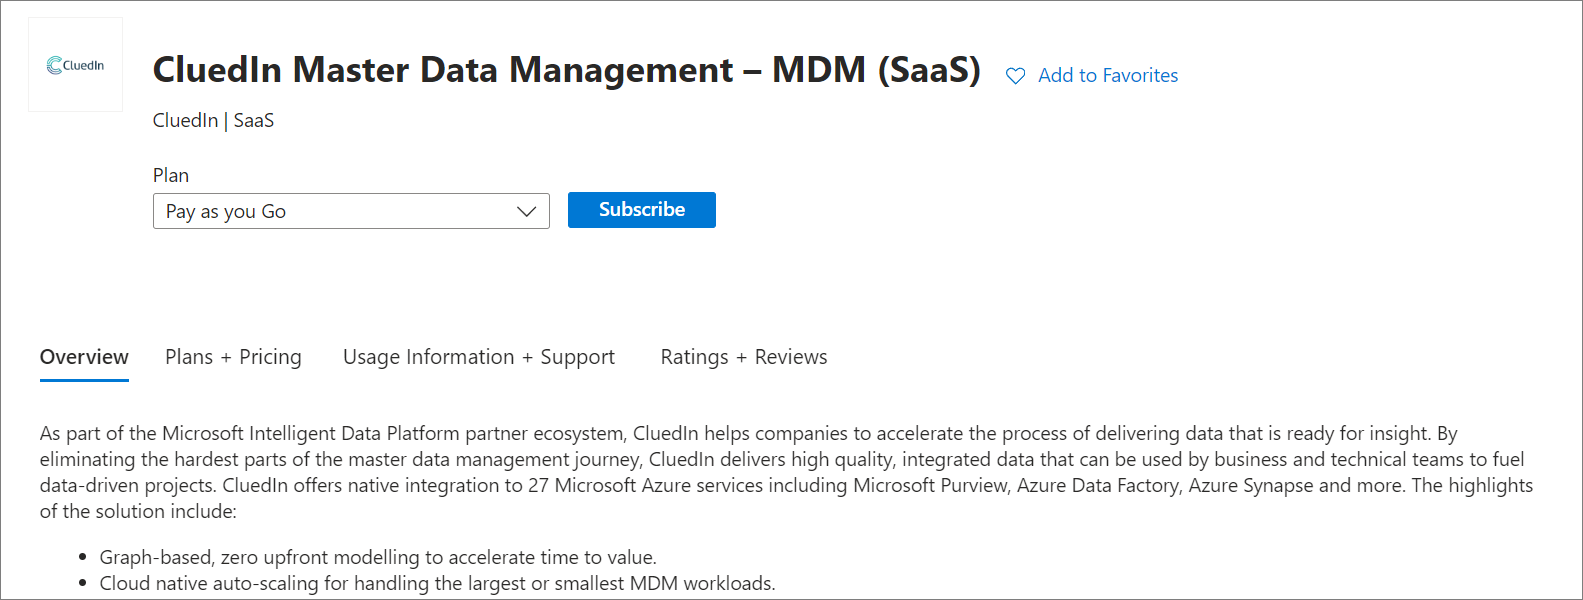 CluedIn
CluedIn Master Data Management – MDM (SaaS)
Add to Favorites
CluedIn | SaaS
Plan
Pay as you Go
Subscribe
Overview
Plans + Pricing
Usage Information + Support
Ratings + Reviews
As part of the Microsoft Intelligent Data Platform partner ecosystem, CluedIn helps companies to accelerate the process of delivering data that is ready for insight. By
eliminating the hardest parts of the master data management journey, CluedIn delivers high quality, integrated data that can be used by business and technical teams to fuel
data-driven projects. CluedIn offers native integration to 27 Microsoft Azure services including Microsoft Purview, Azure Data Factory, Azure Synapse and more. The highlights
of the solution include:
• Graph-based, zero upfront modelling to accelerate time to value.
• Cloud native auto-scaling for handling the largest or smallest MDM workloads.